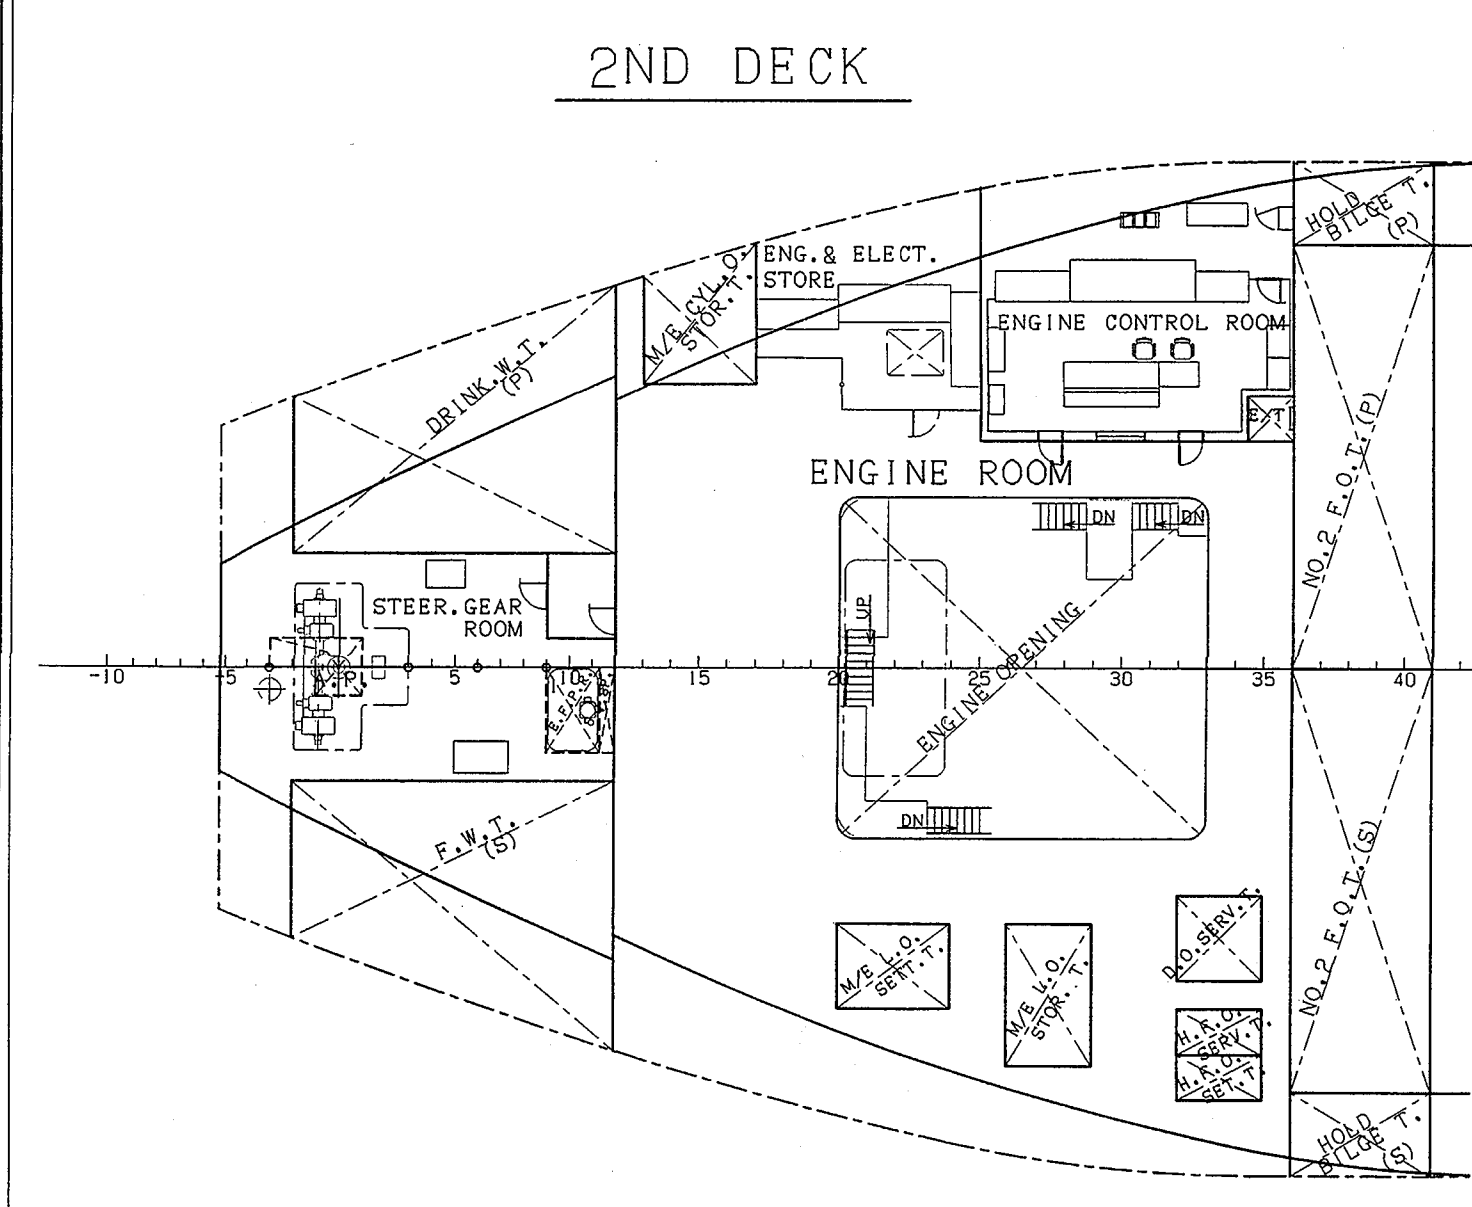 2ND DECK
HOLD
BILGE T.
(P)
ENG. & ELECT.
STORE
M/E CYL.O.
STOR.T.
ENGINE CONTROL ROOM
DRINK.W.T.
(P)
NO.2 F.O.T.(P)
ENGINE ROOM
DN
DN
STEER.GEAR
ROOM
UP
ENGINE OPENING
-10
-5
5
10
15
20
25
30
35
40
F.W.T.
(S)
DN
NO.2 F.O.T.(S)
D.O.SERV.T.
M/E L.O.
SETT.T.
M/E L.O.
STOR.T.
H.F.O.
SERV.T.
H.F.O.
SET.T.
HOLD
BILGE T.
(S)